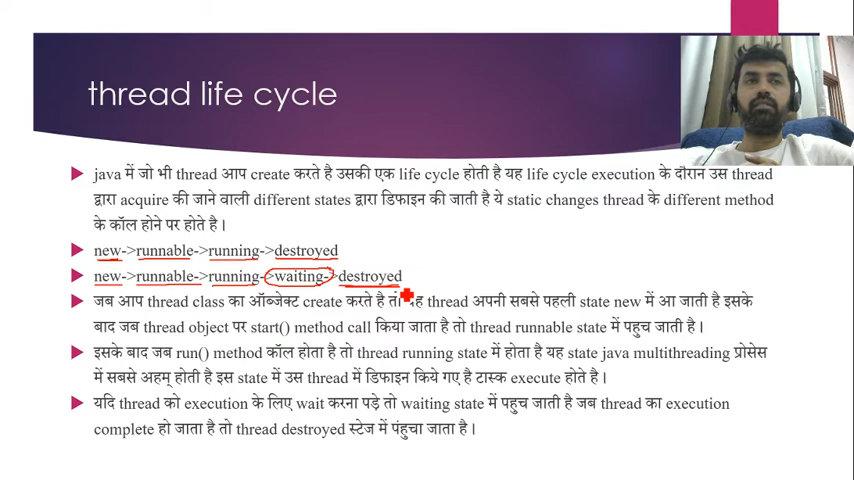 thread life cycle
java में जो भी thread आप create करते है उसकी एक life cycle होती है यह life cycle execution के दौरान उस thread
द्वारा acquire की जाने वाली different states द्वारा डिफाइन की जाती है ये static changes thread के different method
के कॉल होने पर होते है।
new->runnable->running->destroyed
new->runnable->running->waiting->destroyed
जब आप thread class का ऑब्जेक्ट create करते है तो यह thread अपनी सबसे पहली state new में आ जाती है इसके
बाद जब thread object पर start() method call किया जाता है तो thread runnable state में पहुच जाती है।
इसके बाद जब run() method कॉल होता है तो thread running state में होता है यह state java multithreading प्रोसेस
में सबसे अहम् होती है इस state में उस thread में डिफाइन किये गए है टास्क execute होते है।
यदि thread को execution के लिए wait करना पड़े तो waiting state में पहुच जाती है जब thread का execution
complete हो जाता है तो thread destroyed स्टेज में पंहुचा जाता है।